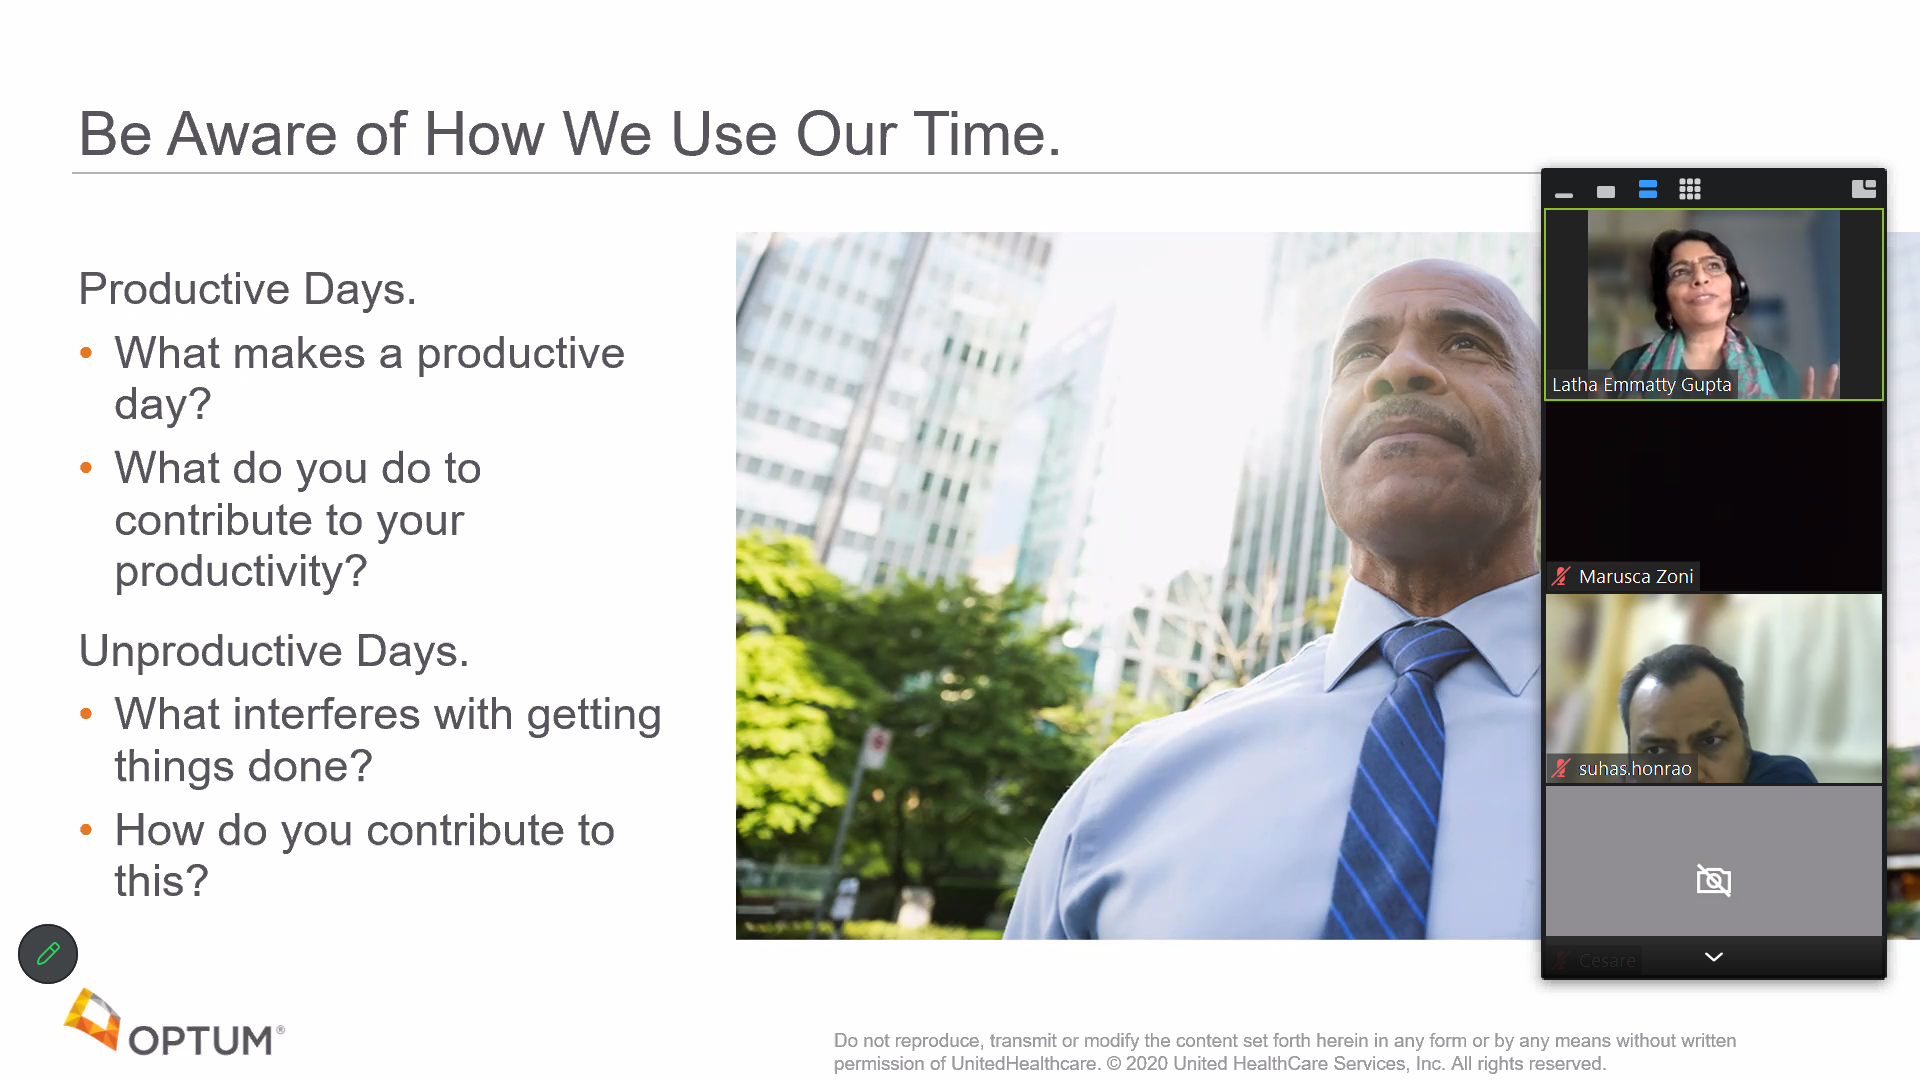 Be Aware of How We Use Our Time.
Productive Days.
• What makes a productive
day?
• What do you do to
contribute to your
productivity?
Unproductive Days.
• What interferes with getting
things done?
• How do you contribute to
this?
OPTUM®
Do not reproduce, transmit or modify the content set forth herein in any form or by any means without written
permission of UnitedHealthcare. © 2020 United HealthCare Services, Inc. All rights reserved.
Latha Emmatty Gupta
Marusca Zoni
suhas.honrao
Cesare